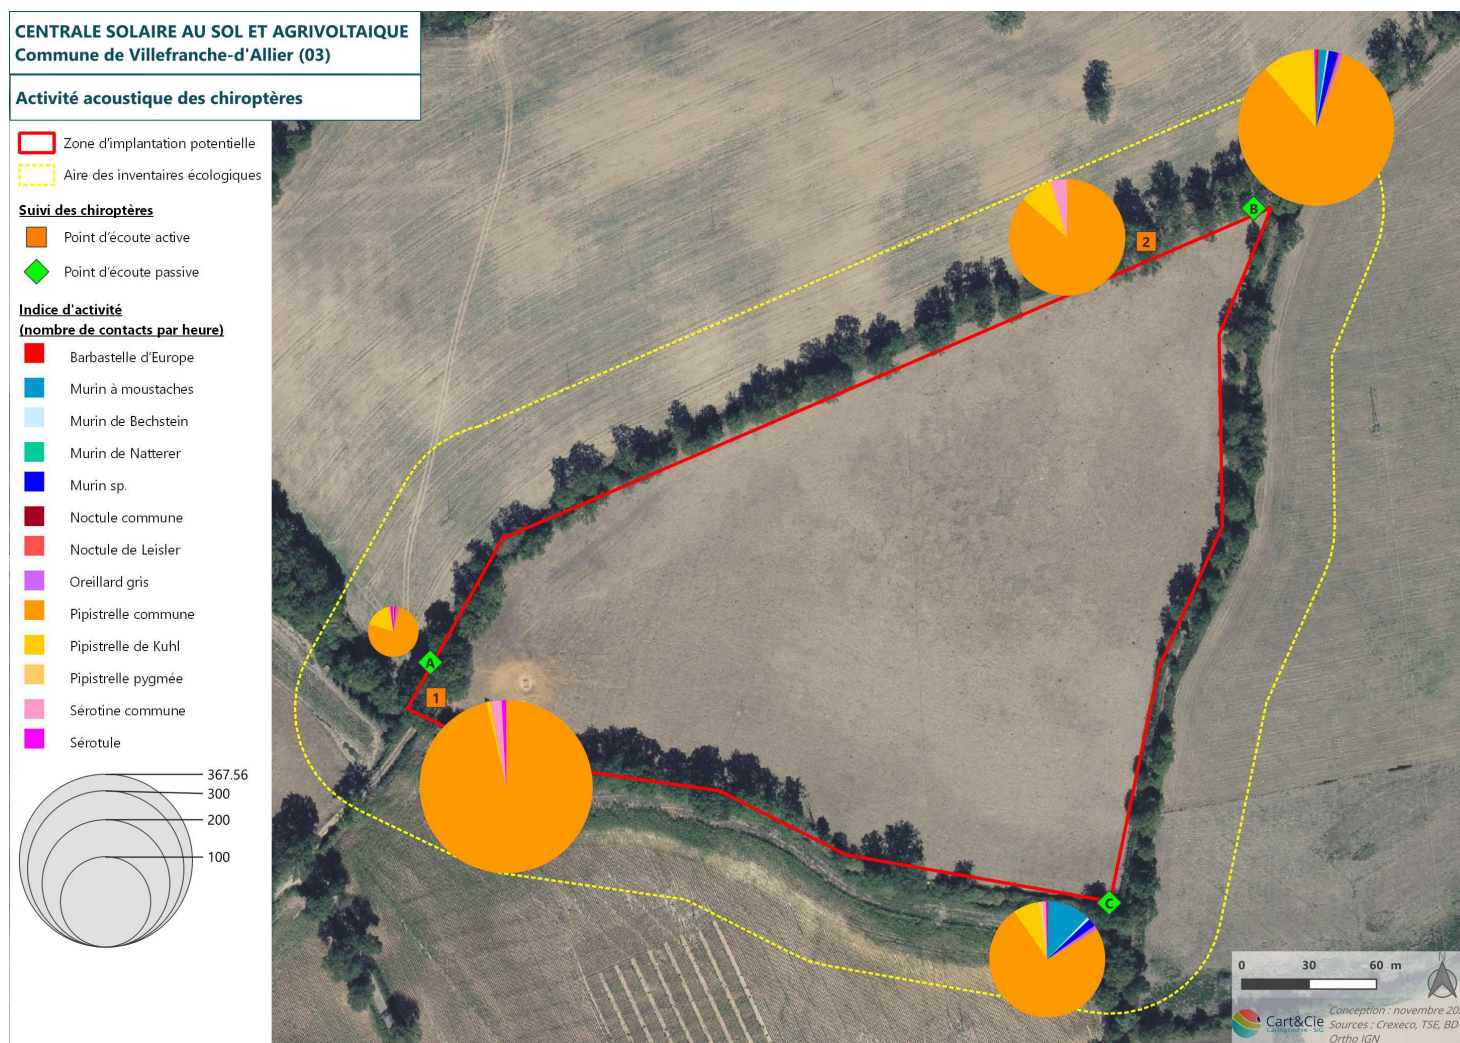 CENTRALE SOLAIRE AU SOL ET AGRIVOLTAIQUE
Commune de Villefranche-d'Allier (03)
Activité acoustique des chiroptères
Zone d'implantation potentielle
Aire des inventaires écologiques
Suivi des chiroptères
Point d'écoute active
Point d'écoute passive
Indice d'activité
(nombre de contacts par heure)
Barbastelle d'Europe
Murin à moustaches
Murin de Bechstein
Murin de Natterer
Murin sp.
Noctule commune
Noctule de Leisler
Oreillard gris
Pipistrelle commune
Pipistrelle de Kuhl
Pipistrelle pygmée
Sérotine commune
Sérotule
367.56
300
200
100
B
2
A
1
C
0 30 60 m
N
Cart&Cie
Cartographie - SIG
Conception : novembre 20
Sources : Crexeco, TSE, BD
Ortho IGN